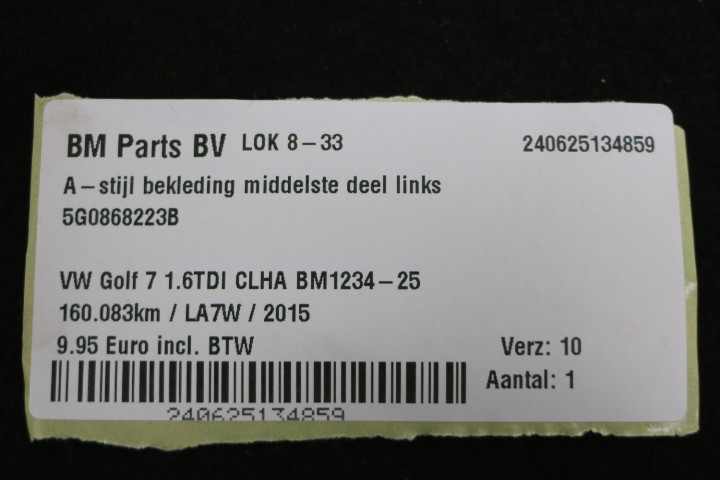 BM Parts BV LOK 8-33 240625134859
A-stijl bekleding middelste deel links
5G0868223B
VW Golf 7 1.6TDI CLHA BM1234-25
160.083km / LA7W / 2015
9.95 Euro incl. BTW Verz: 10
Aantal: 1
240625134859